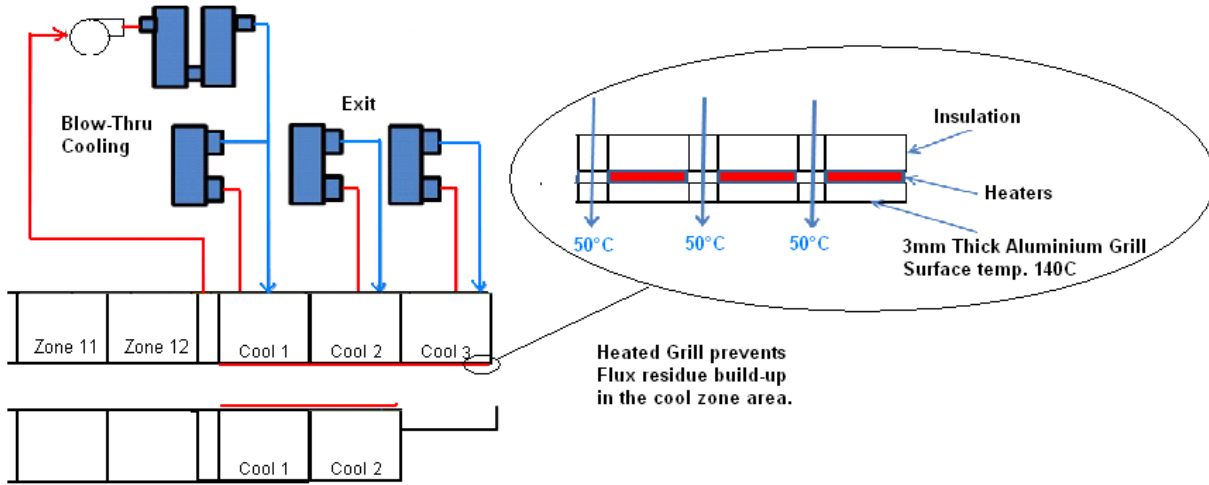 Blow-Thru
Cooling
Exit
Insulation
Heaters
50°C
50°C
50°C
3mm Thick Aluminium Grill
Surface temp. 140C
Zone 11
Zone 12
Cool 1
Cool 2
Cool 3
Heated Grill prevents
Flux residue build-up
in the cool zone area.
Cool 1
Cool 2